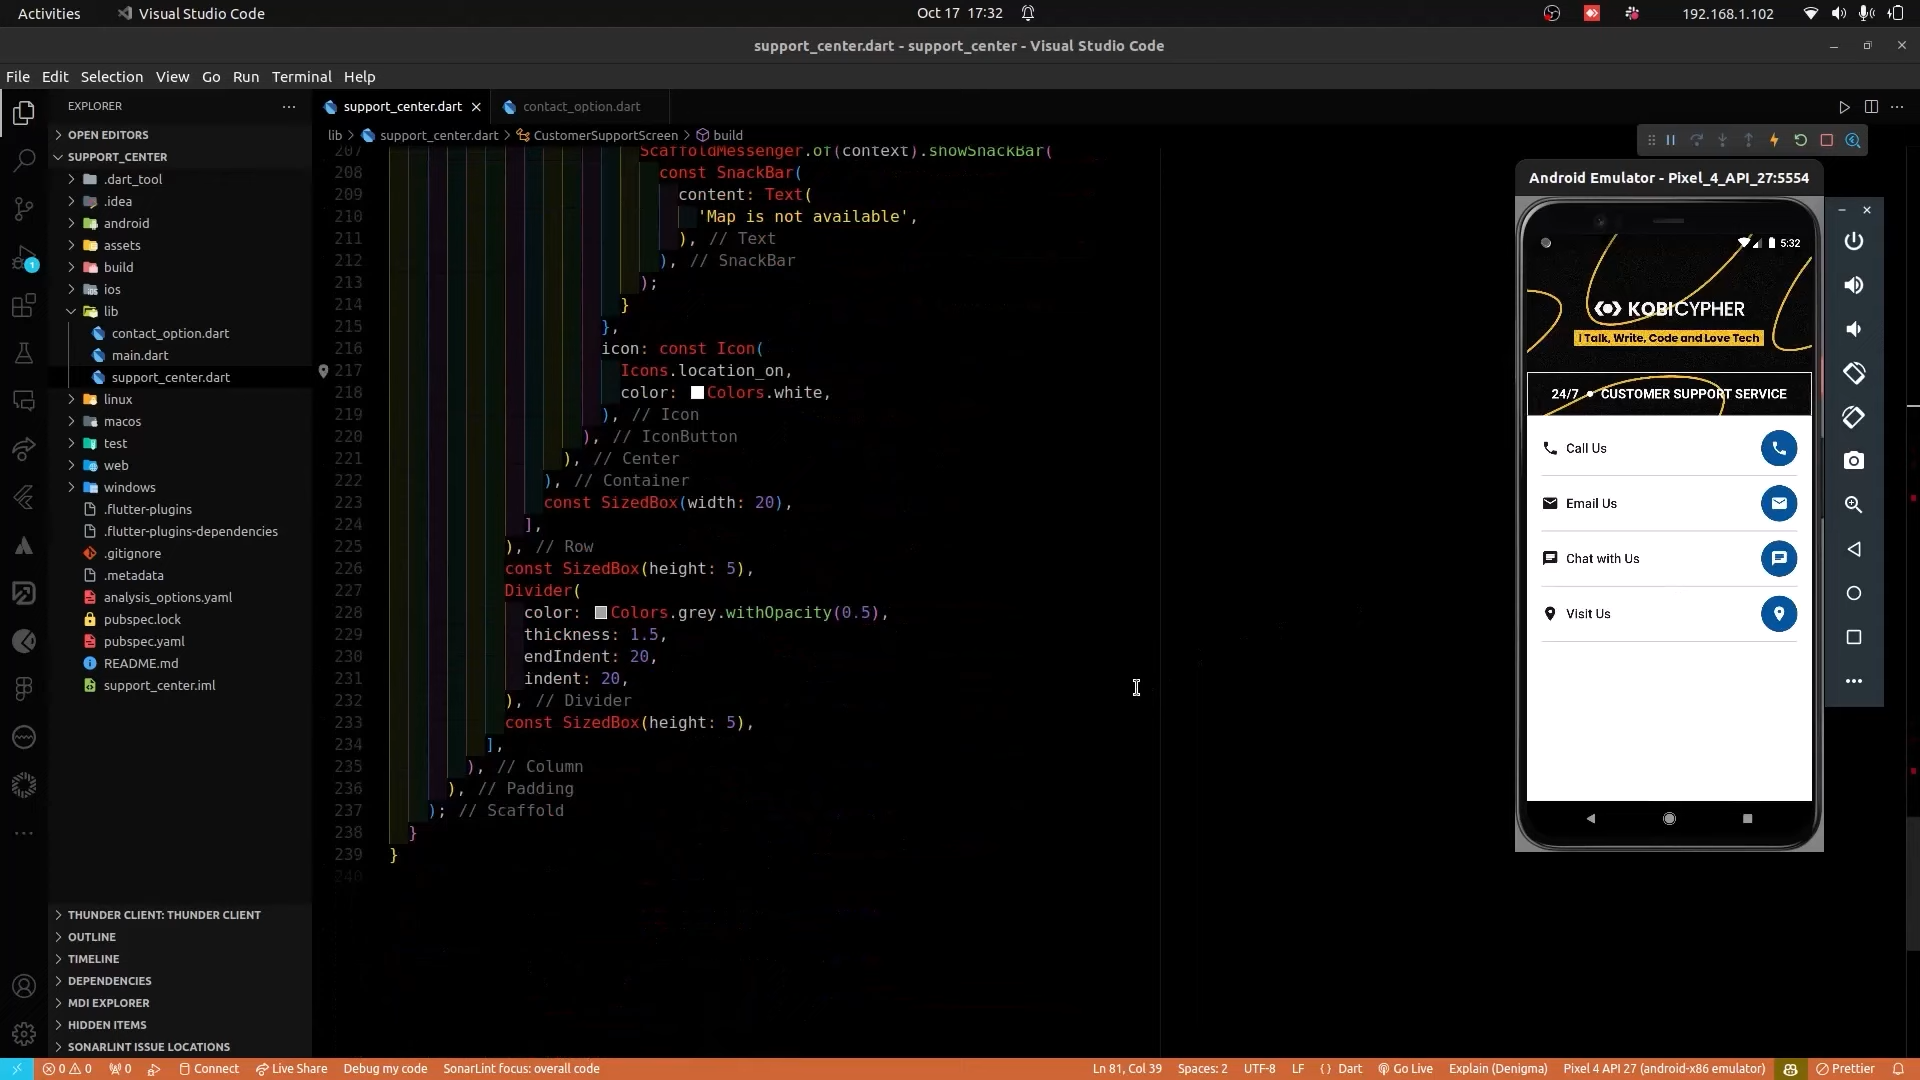 Activities
Visual Studio Code
Oct 17 17:32
192.168.1.102
support_center.dart - support_center - Visual Studio Code
File Edit Selection View Go Run Terminal Help
EXPLORER
OPEN EDITORS
SUPPORT_CENTER
.dart_tool
.idea
android
assets
build
ios
lib
contact_option.dart
main.dart
support_center.dart
linux
macos
test
web
windows
.flutter-plugins
.flutter-plugins-dependencies
.gitignore
.metadata
analysis_options.yaml
pubspec.lock
pubspec.yaml
README.md
support_center.iml
THUNDER CLIENT: THUNDER CLIENT
OUTLINE
TIMELINE
DEPENDENCIES
MDI EXPLORER
HIDDEN ITEMS
SONARLINT ISSUE LOCATIONS
1
support_center.dart
contact_option.dart
lib > support_center.dart > CustomerSupportScreen > build
207 ScaffoldMessenger.of(context).showSnackBar(
208 const SnackBar(
209 content: Text(
210 'Map is not available',
211 ), // Text
212 ), // SnackBar
213 );
214 }
215 },
216 icon: const Icon(
217 Icons.location_on,
218 color: Colors.white,
219 ), // Icon
220 ), // IconButton
221 ), // Center
222 ), // Container
223 const SizedBox(width: 20),
224 ],
225 ), // Row
226 const SizedBox(height: 5),
227 Divider(
228 color: Colors.grey.withOpacity(0.5),
229 thickness: 1.5,
230 endIndent: 20,
231 indent: 20,
232 ), // Divider
233 const SizedBox(height: 5),
234 ],
235 ), // Column
236 ), // Padding
237 ); // Scaffold
238 }
239 }
240
Android Emulator - Pixel_4_API_27:5554
5:32
KOBICYPHER
I Talk, Write, Code and Love Tech
24/7 ● CUSTOMER SUPPORT SERVICE
Call Us
Email Us
Chat with Us
Visit Us
0 0 0 Connect Live Share Debug my code SonarLint focus: overall code
Ln 81, Col 39 Spaces: 2 UTF-8 LF { } Dart Go Live Explain (Denigma) Pixel 4 API 27 (android-x86 emulator) Prettier